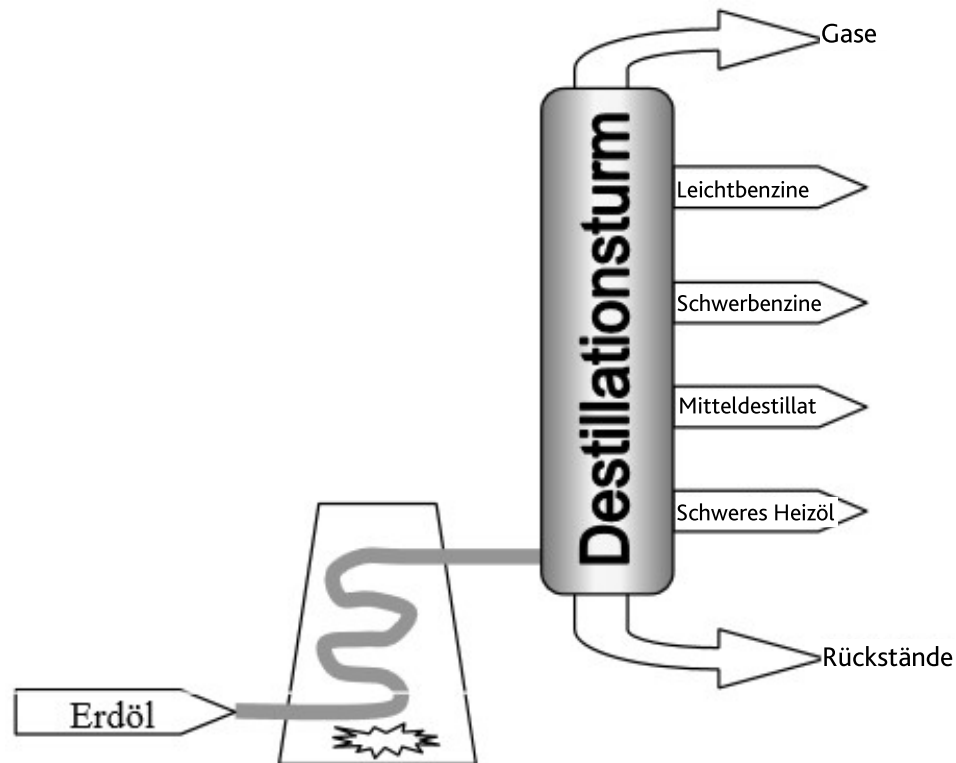 Gase
Leichtbenzine
Schwerbenzine
Mitteldestillat
Schweres Heizöl
Rückstände
Destillationsturm
Erdöl